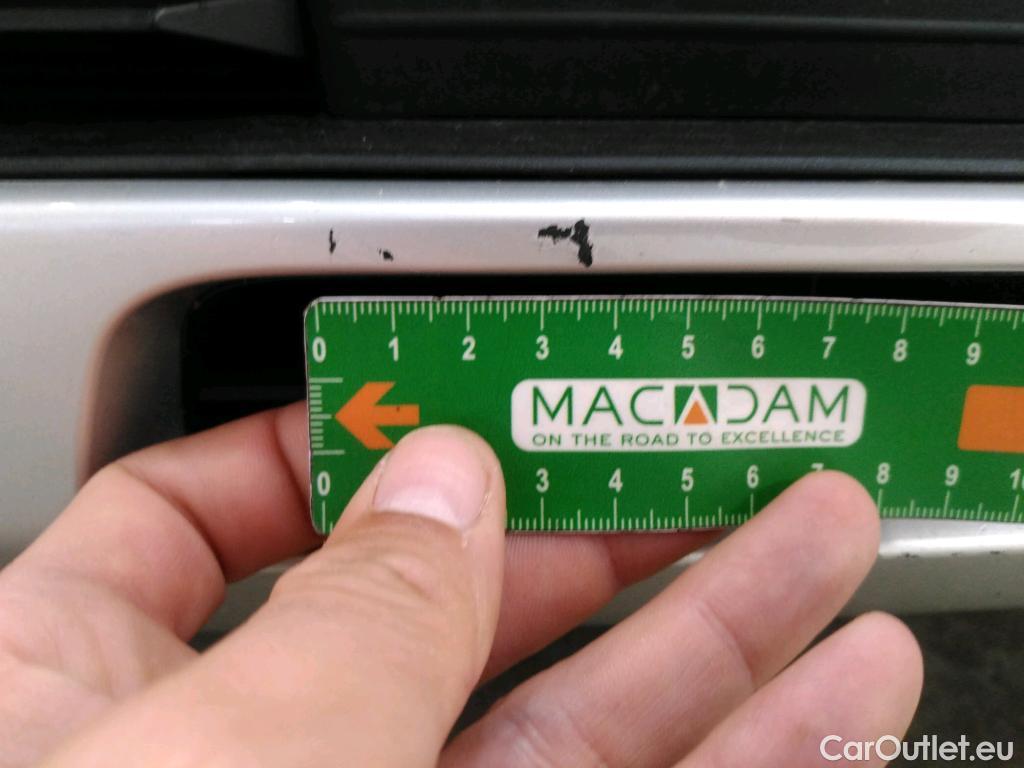 0 1 2 3 4 5 6 7 8 9
MACADAM
ON THE ROAD TO EXCELLENCE
0 3 4 5 6 7 8 9 10
CarOutlet.eu